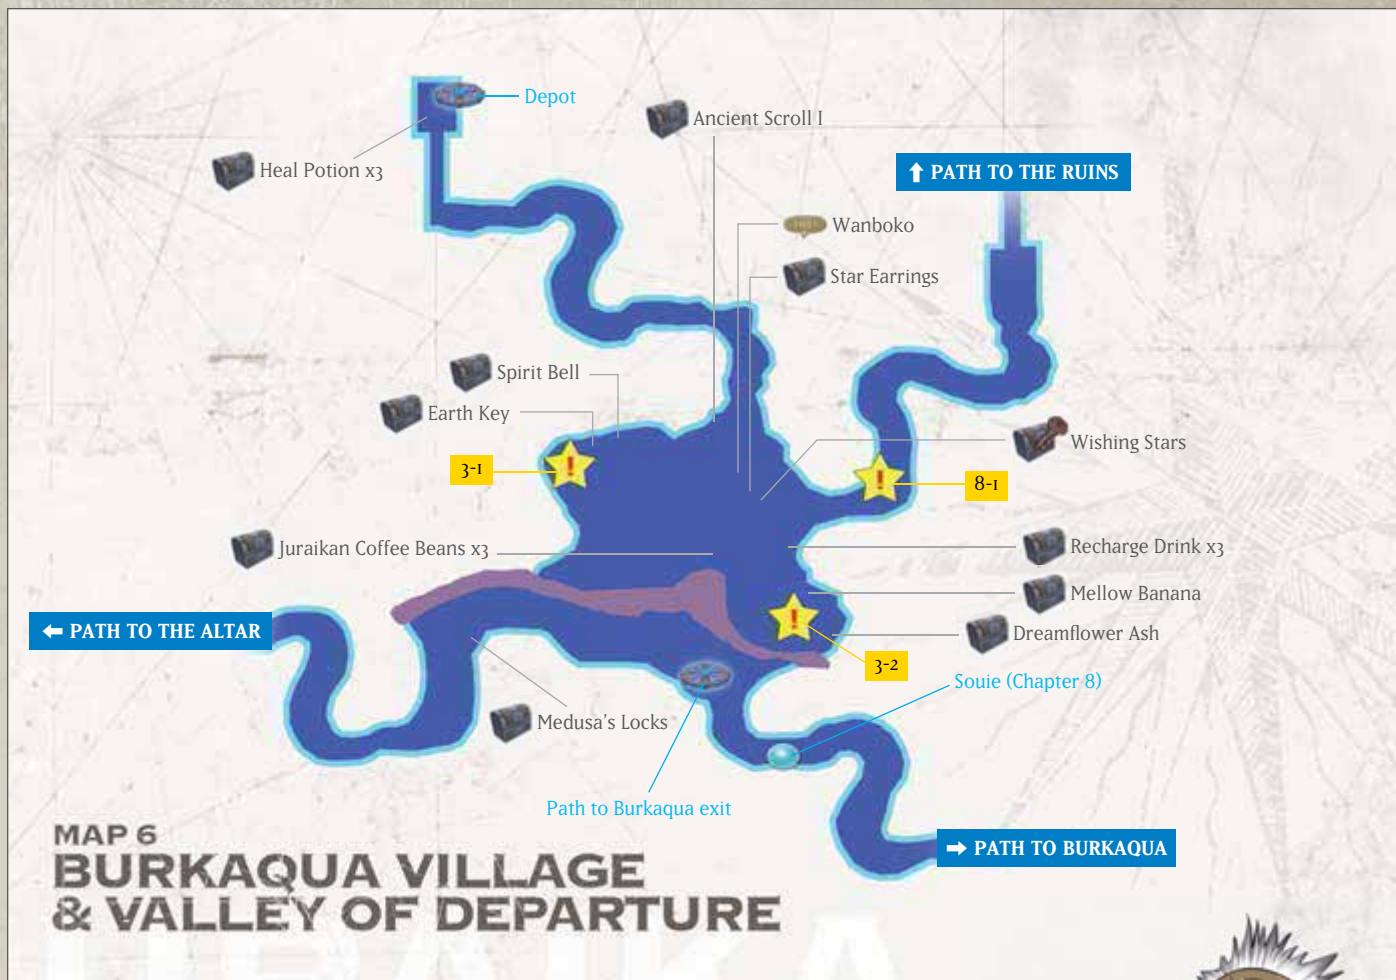 Depot
Ancient Scroll I
Heal Potion x3
⬆ PATH TO THE RUINS
Wanboko
Star Earrings
Spirit Bell
Earth Key
3-1
Wishing Stars
8-1
Juraikan Coffee Beans x3
Recharge Drink x3
Mellow Banana
⬅ PATH TO THE ALTAR
Dreamflower Ash
3-2
Souie (Chapter 8)
Medusa's Locks
Path to Burkaqua exit
MAP 6
➡ PATH TO BURKAQUA
BURKAQUA VILLAGE
& VALLEY OF DEPARTURE